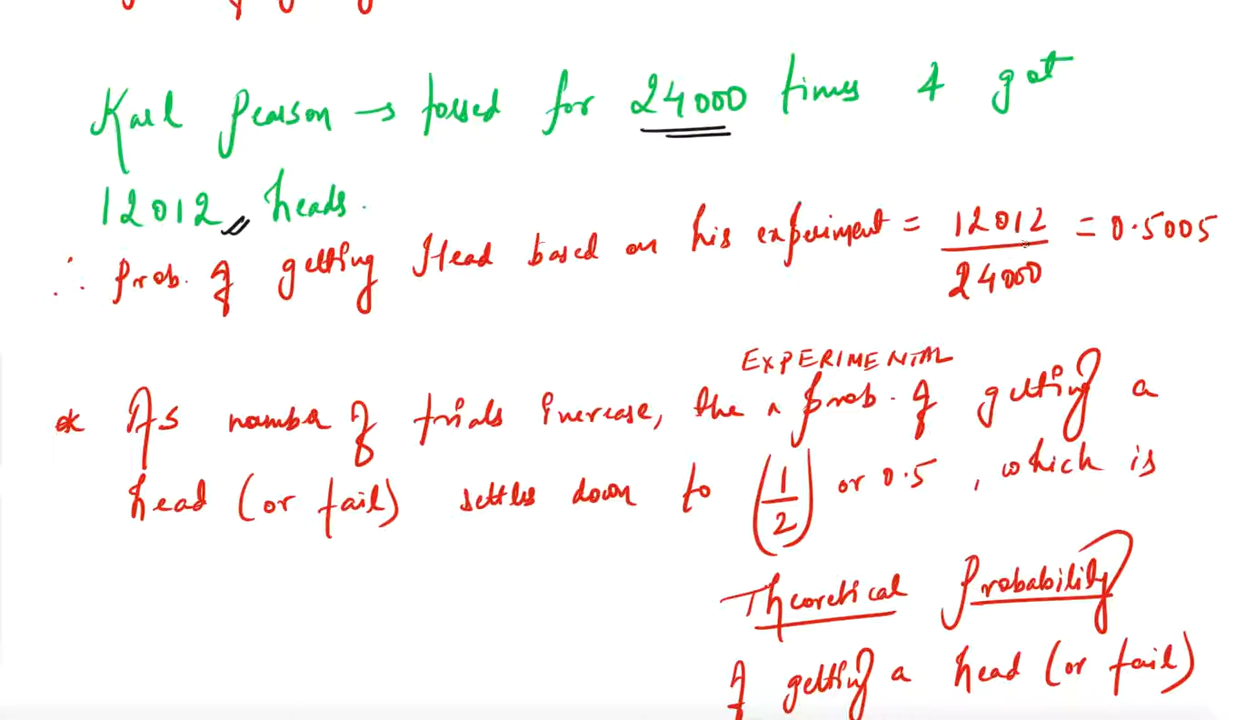 Karl Pearson → tossed for 24000 times & got
12012, heads.
∴ Prob. of getting Head based on his experiment = 12012/24000 = 0.5005
EXPERIMENTAL
* As number of trials increase, the ∧ prob. of getting a
head (or tail) settles down to (1/2) or 0.5, which is
Theoretical Probability
of getting a head (or tail)